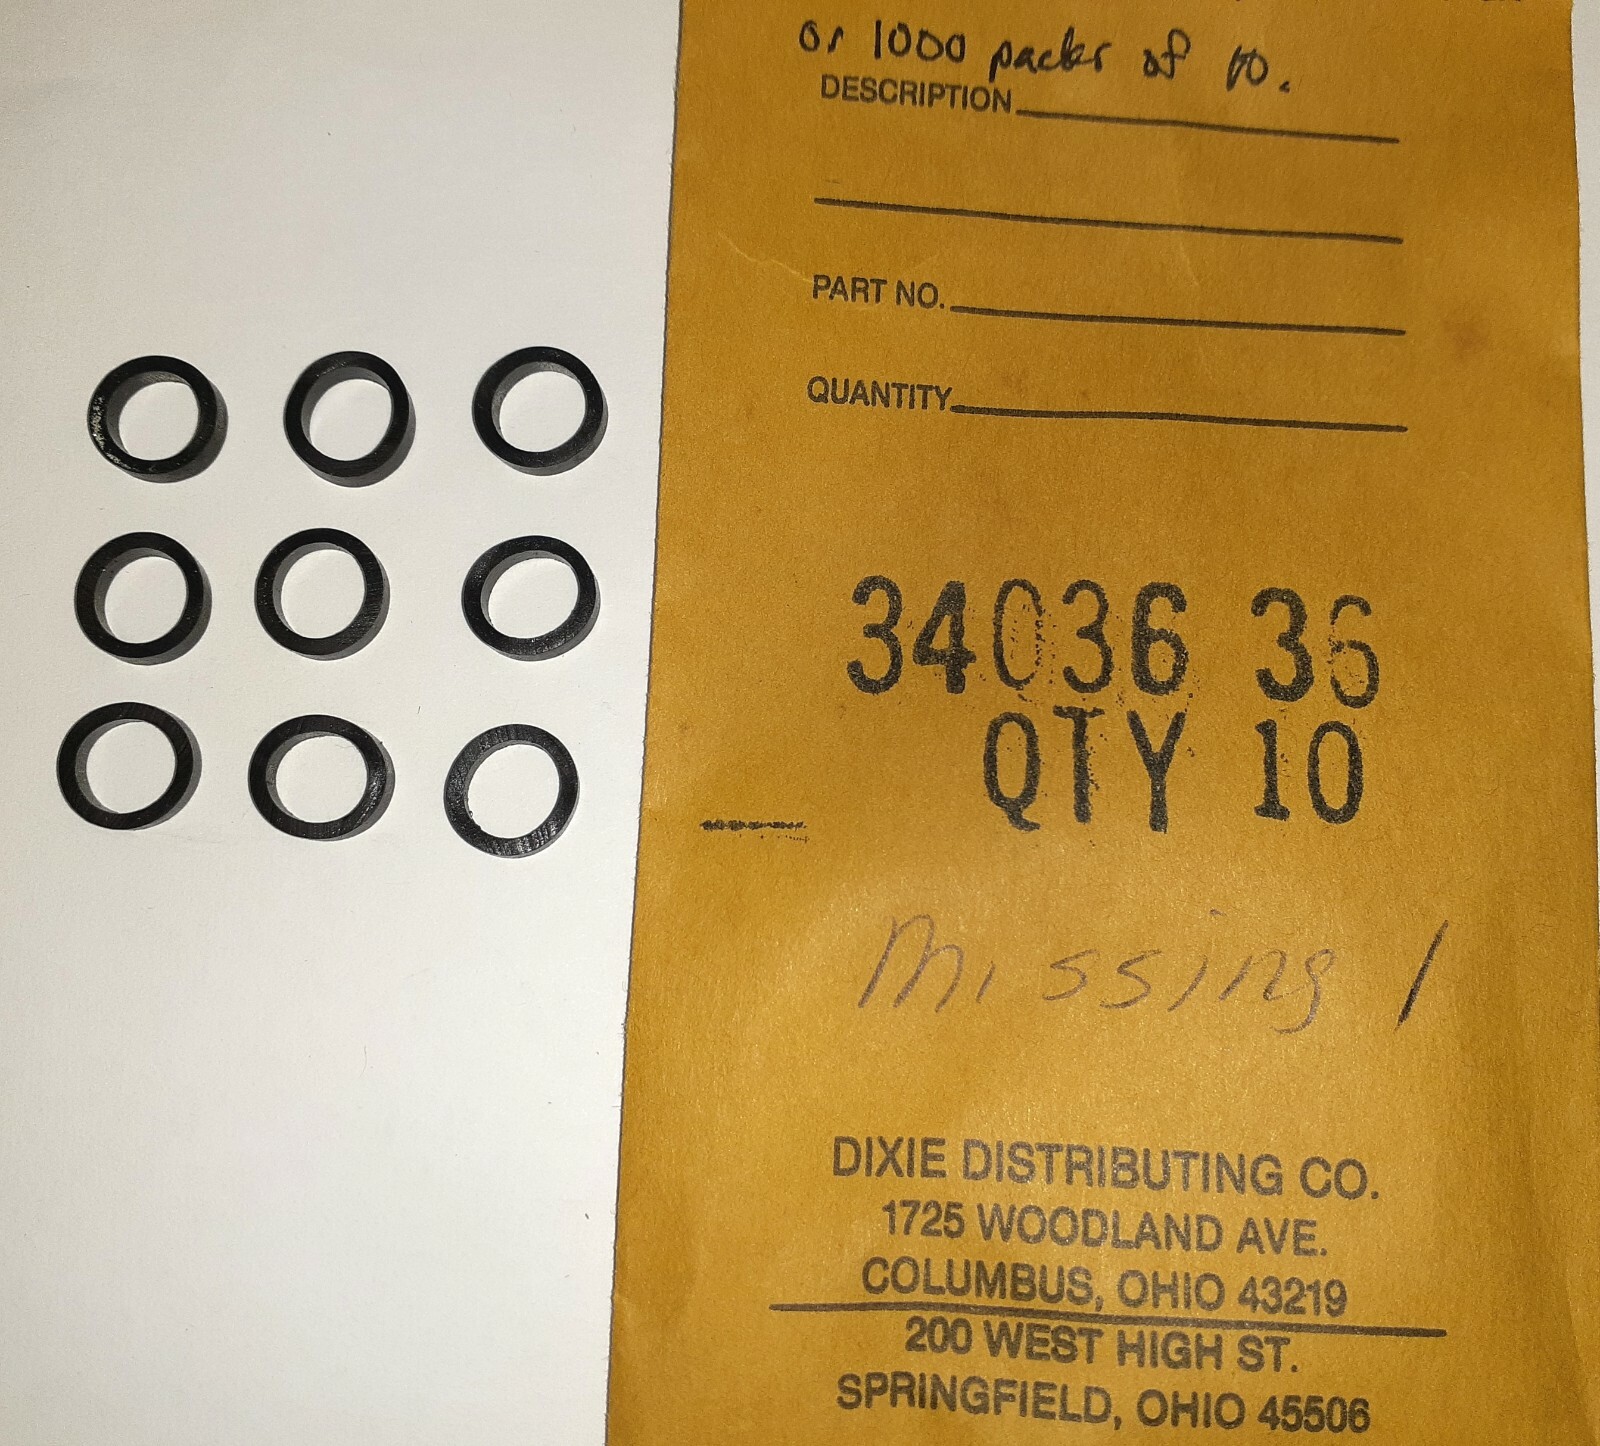 or 1000 packs of 10.
DESCRIPTION
PART NO.
QUANTITY
34036 36
QTY 10
Missing 1
DIXIE DISTRIBUTING CO.
1725 WOODLAND AVE.
COLUMBUS, OHIO 43219
200 WEST HIGH ST.
SPRINGFIELD, OHIO 45506